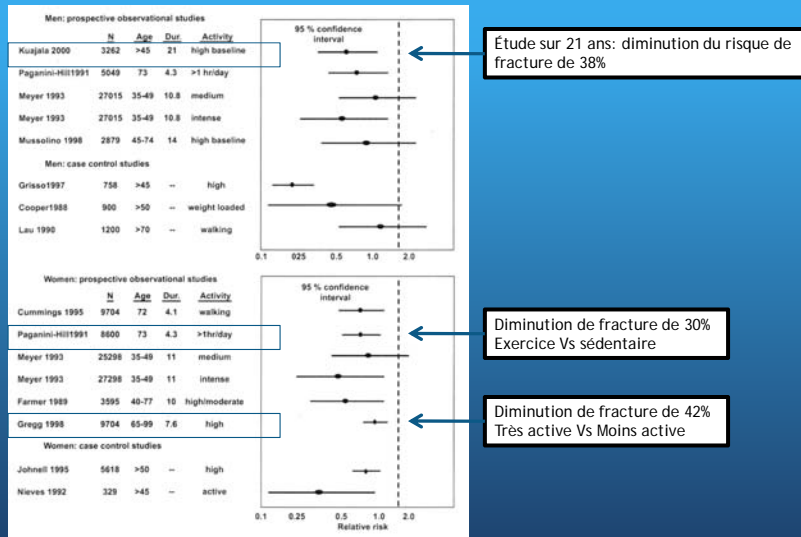 Men: prospective observational studies
N Age Dur. Activity
95 % confidence
interval
Kuajala 2000 3262 >45 21 high baseline
Paganini-Hill1991 5049 73 4.3 >1 hr/day
Meyer 1993 27015 35-49 10.8 medium
Meyer 1993 27015 35-49 10.8 intense
Mussolino 1998 2879 45-74 14 high baseline
Men: case control studies
Grisso1997 758 >45 -- high
Cooper1988 900 >50 -- weight loaded
Lau 1990 1200 >70 -- walking
0.1 025 0.5 1.0 2.0
Étude sur 21 ans: diminution du risque de
fracture de 38%
Women: prospective observational studies
N Age Dur. Activity
95 % confidence
interval
Cummings 1995 9704 72 4.1 walking
Paganini-Hill1991 8600 73 4.3 >1hr/day
Meyer 1993 25298 35-49 11 medium
Meyer 1993 27298 35-49 11 intense
Farmer 1989 3595 40-77 10 high/moderate
Gregg 1998 9704 65-99 7.6 high
Women: case control studies
Johnell 1995 5618 >50 -- high
Nieves 1992 329 >45 -- active
0.1 0.25 0.5 1.0 2.0
Relative risk
Diminution de fracture de 30%
Exercice Vs sédentaire
Diminution de fracture de 42%
Très active Vs Moins active